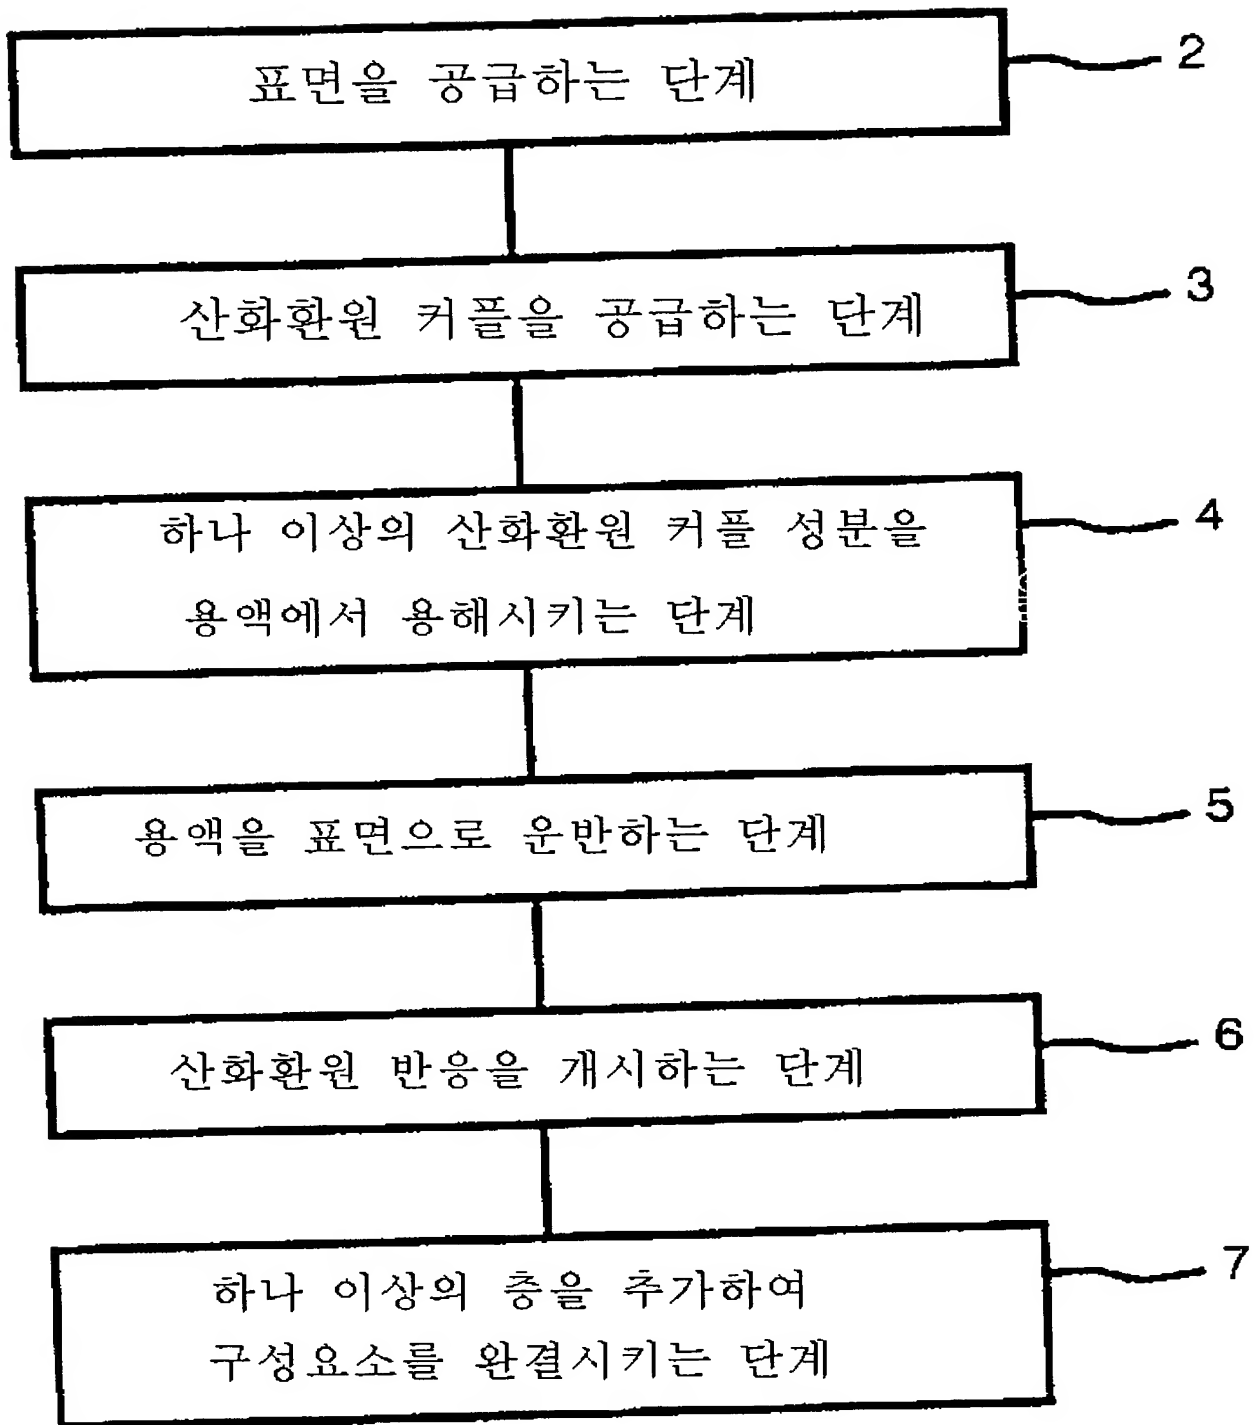 표면을 공급하는 단계
2
산화환원 커플을 공급하는 단계
3
하나 이상의 산화환원 커플 성분을
용액에서 용해시키는 단계
4
용액을 표면으로 운반하는 단계
5
산화환원 반응을 개시하는 단계
6
하나 이상의 층을 추가하여
구성요소를 완결시키는 단계
7